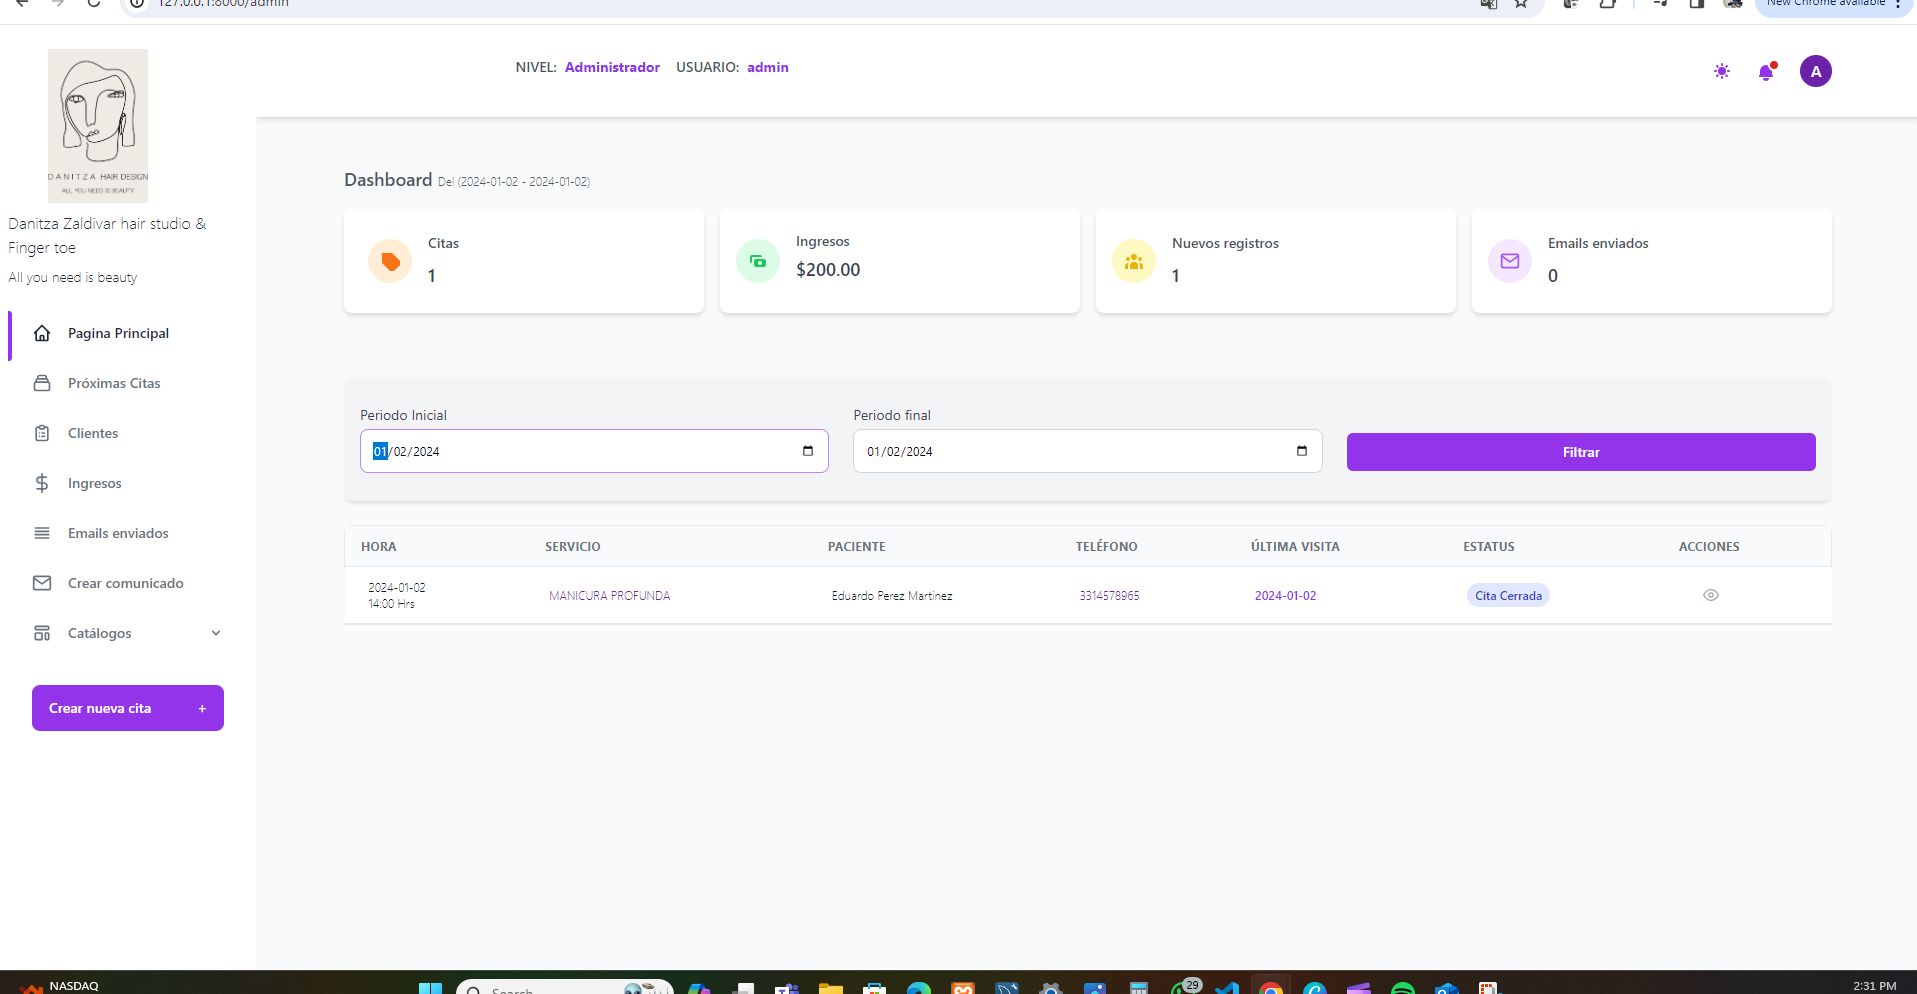 127.0.0.1:8000/admin
New Chrome available
DANITZA HAIR DESIGN
ALL YOU NEED IS BEAUTY
Danitza Zaldivar hair studio &
Finger toe
All you need is beauty
Pagina Principal
Próximas Citas
Clientes
Ingresos
Emails enviados
Crear comunicado
Catálogos
Crear nueva cita +
NIVEL: Administrador USUARIO: admin
A
Dashboard Del (2024-01-02 - 2024-01-02)
Citas
1
Ingresos
$200.00
Nuevos registros
1
Emails enviados
0
Periodo Inicial
01/02/2024
Periodo final
01/02/2024
Filtrar
HORA SERVICIO PACIENTE TELÉFONO ÚLTIMA VISITA ESTATUS ACCIONES
2024-01-02
14:00 Hrs
MANICURA PROFUNDA
Eduardo Perez Martinez
3314578965
2024-01-02
Cita Cerrada
NASDAQ
Search
29
2:31 PM